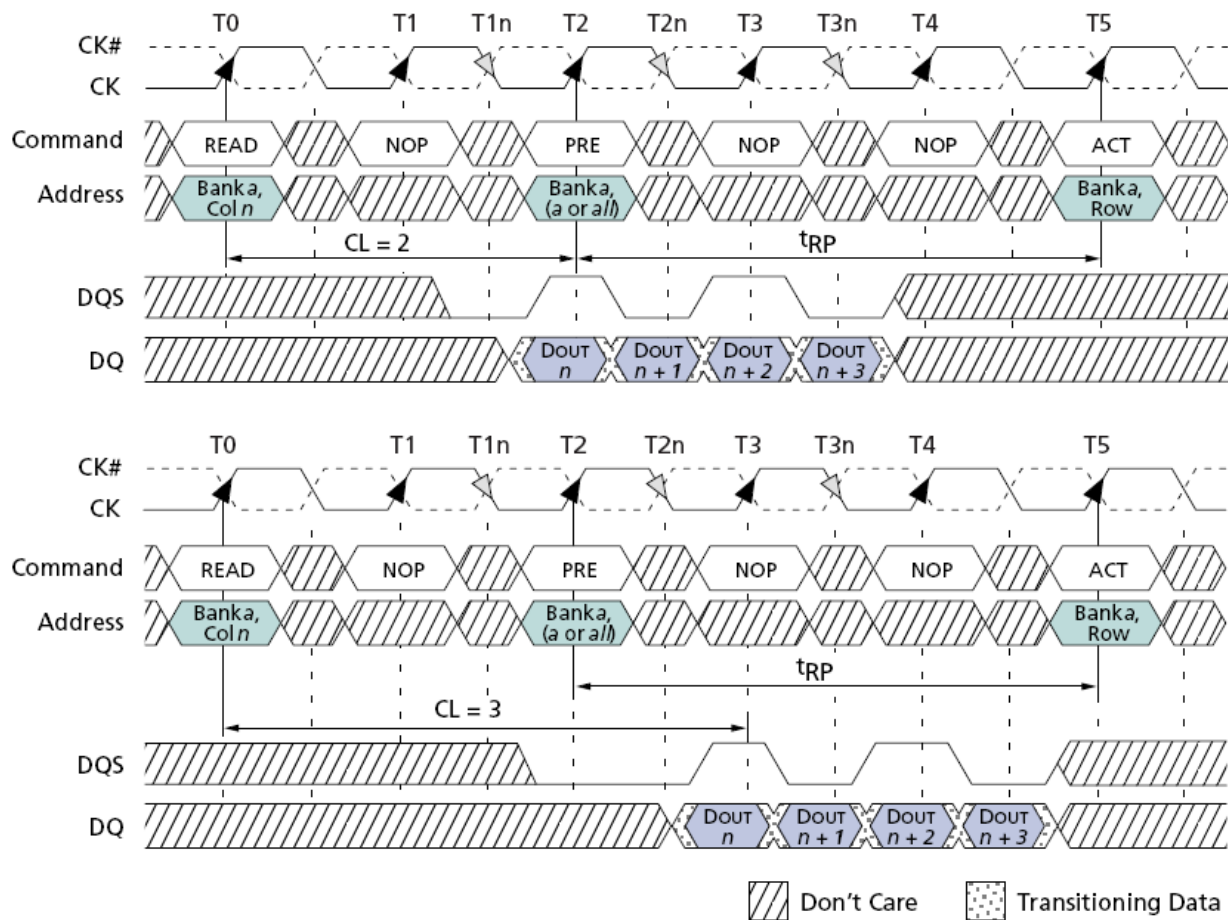 T0 T1 T1n T2 T2n T3 T3n T4 T5
CK#
CK
Command READ NOP PRE NOP NOP ACT
Address Banka, Col n Banka, (a or all) Banka, Row
CL = 2 tRP
DQS
DQ DOUT n DOUT n + 1 DOUT n + 2 DOUT n + 3
T0 T1 T1n T2 T2n T3 T3n T4 T5
CK#
CK
Command READ NOP PRE NOP NOP ACT
Address Banka, Col n Banka, (a or all) Banka, Row
tRP
CL = 3
DQS
DQ DOUT n DOUT n + 1 DOUT n + 2 DOUT n + 3
Don't Care Transitioning Data